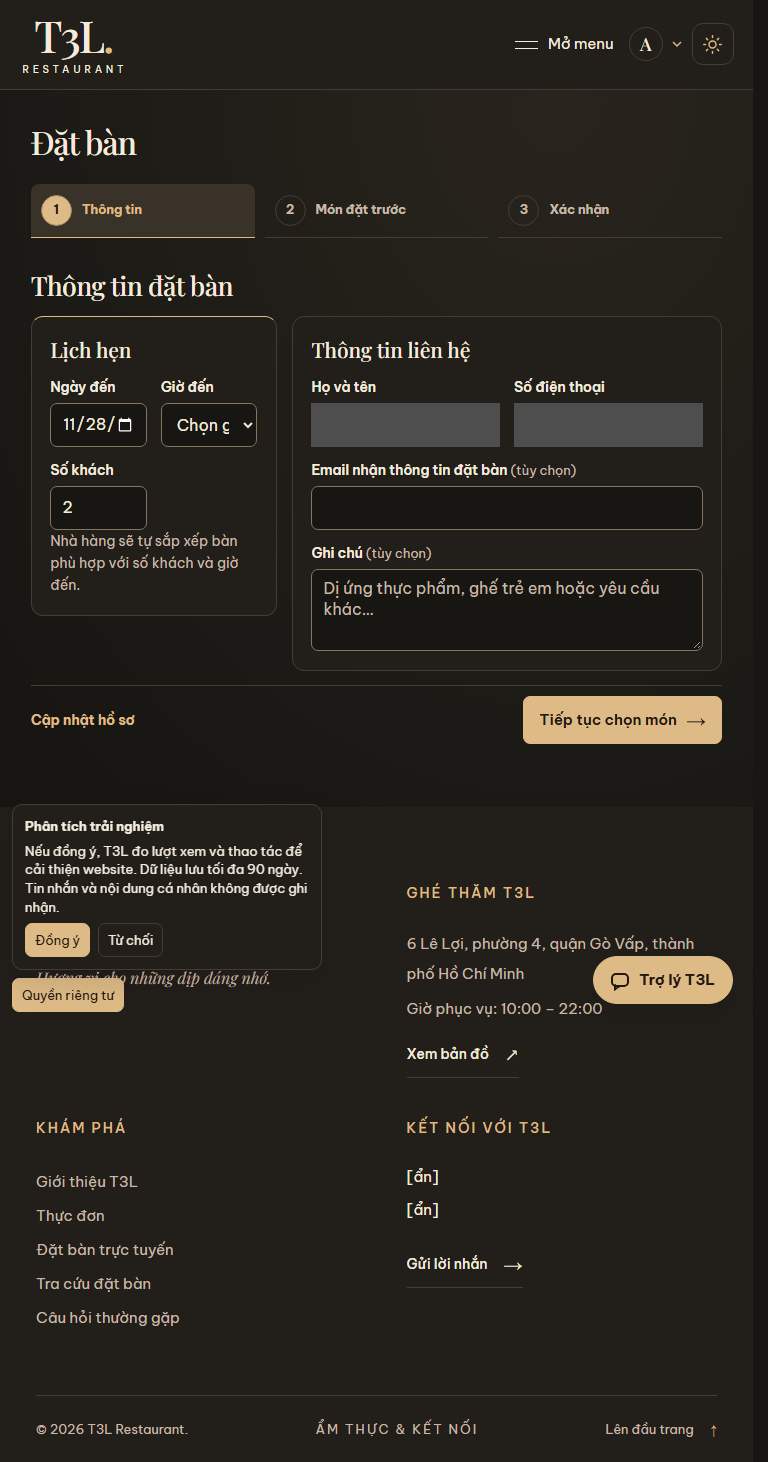 T3L.
RESTAURANT
Mở menu
A
Đặt bàn
1 Thông tin
2 Món đặt trước
3 Xác nhận
Thông tin đặt bàn
Lịch hẹn
Ngày đến
Giờ đến
11/28/
Chọn g
Số khách
2
Nhà hàng sẽ tự sắp xếp bàn
phù hợp với số khách và giờ
đến.
Thông tin liên hệ
Họ và tên
Số điện thoại
Email nhận thông tin đặt bàn (tùy chọn)
Ghi chú (tùy chọn)
Dị ứng thực phẩm, ghế trẻ em hoặc yêu cầu
khác...
Cập nhật hồ sơ
Tiếp tục chọn món →
Phân tích trải nghiệm
Nếu đồng ý, T3L đo lượt xem và thao tác để
cải thiện website. Dữ liệu lưu tối đa 90 ngày.
Tin nhắn và nội dung cá nhân không được ghi
nhận.
Đồng ý
Từ chối
Hương vị cho những dịp đáng nhớ.
Quyền riêng tư
GHÉ THĂM T3L
6 Lê Lợi, phường 4, quận Gò Vấp, thành
phố Hồ Chí Minh
Giờ phục vụ: 10:00 – 22:00
Trợ lý T3L
Xem bản đồ ↗
KHÁM PHÁ
Giới thiệu T3L
Thực đơn
Đặt bàn trực tuyến
Tra cứu đặt bàn
Câu hỏi thường gặp
KẾT NỐI VỚI T3L
[ẩn]
[ẩn]
Gửi lời nhắn →
© 2026 T3L Restaurant.
ẨM THỰC & KẾT NỐI
Lên đầu trang ↑